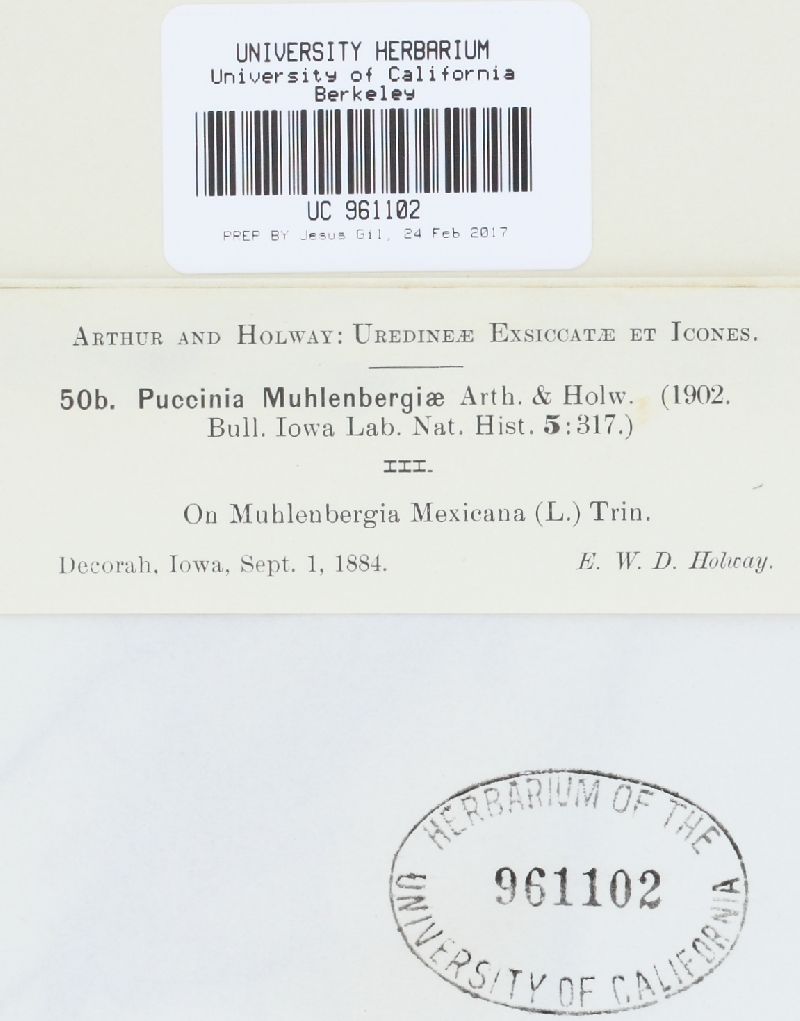 UNIVERSITY HERBARIUM
University of California
Berkeley
UC 961102
PREP BY Jesus Gil, 24 Feb 2017
ARTHUR AND HOLWAY: UREDINEÆ EXSICCATÆ ET ICONES.
50b. Puccinia Muhlenbergiæ Arth. & Holw. (1902.
Bull. Iowa Lab. Nat. Hist. 5:317.)
III.
On Muhlenbergia Mexicana (L.) Trin.
Decorah, Iowa, Sept. 1, 1884. E. W. D. Holway.
HERBARIUM OF THE
961102
UNIVERSITY OF CALIFORNIA